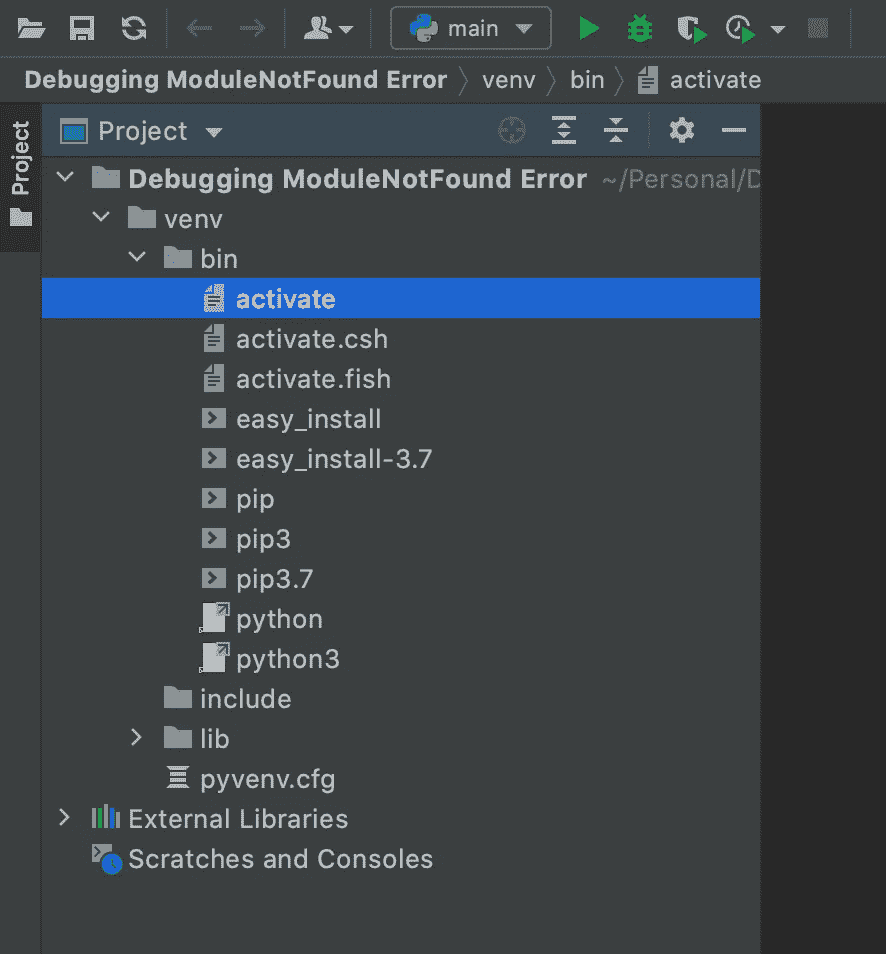 main
Debugging ModuleNotFound Error venv bin activate
Project
Project
Debugging ModuleNotFound Error ~/Personal/
venv
bin
activate
activate.csh
activate.fish
easy_install
easy_install-3.7
pip
pip3
pip3.7
python
python3
include
lib
pyvenv.cfg
External Libraries
Scratches and Consoles